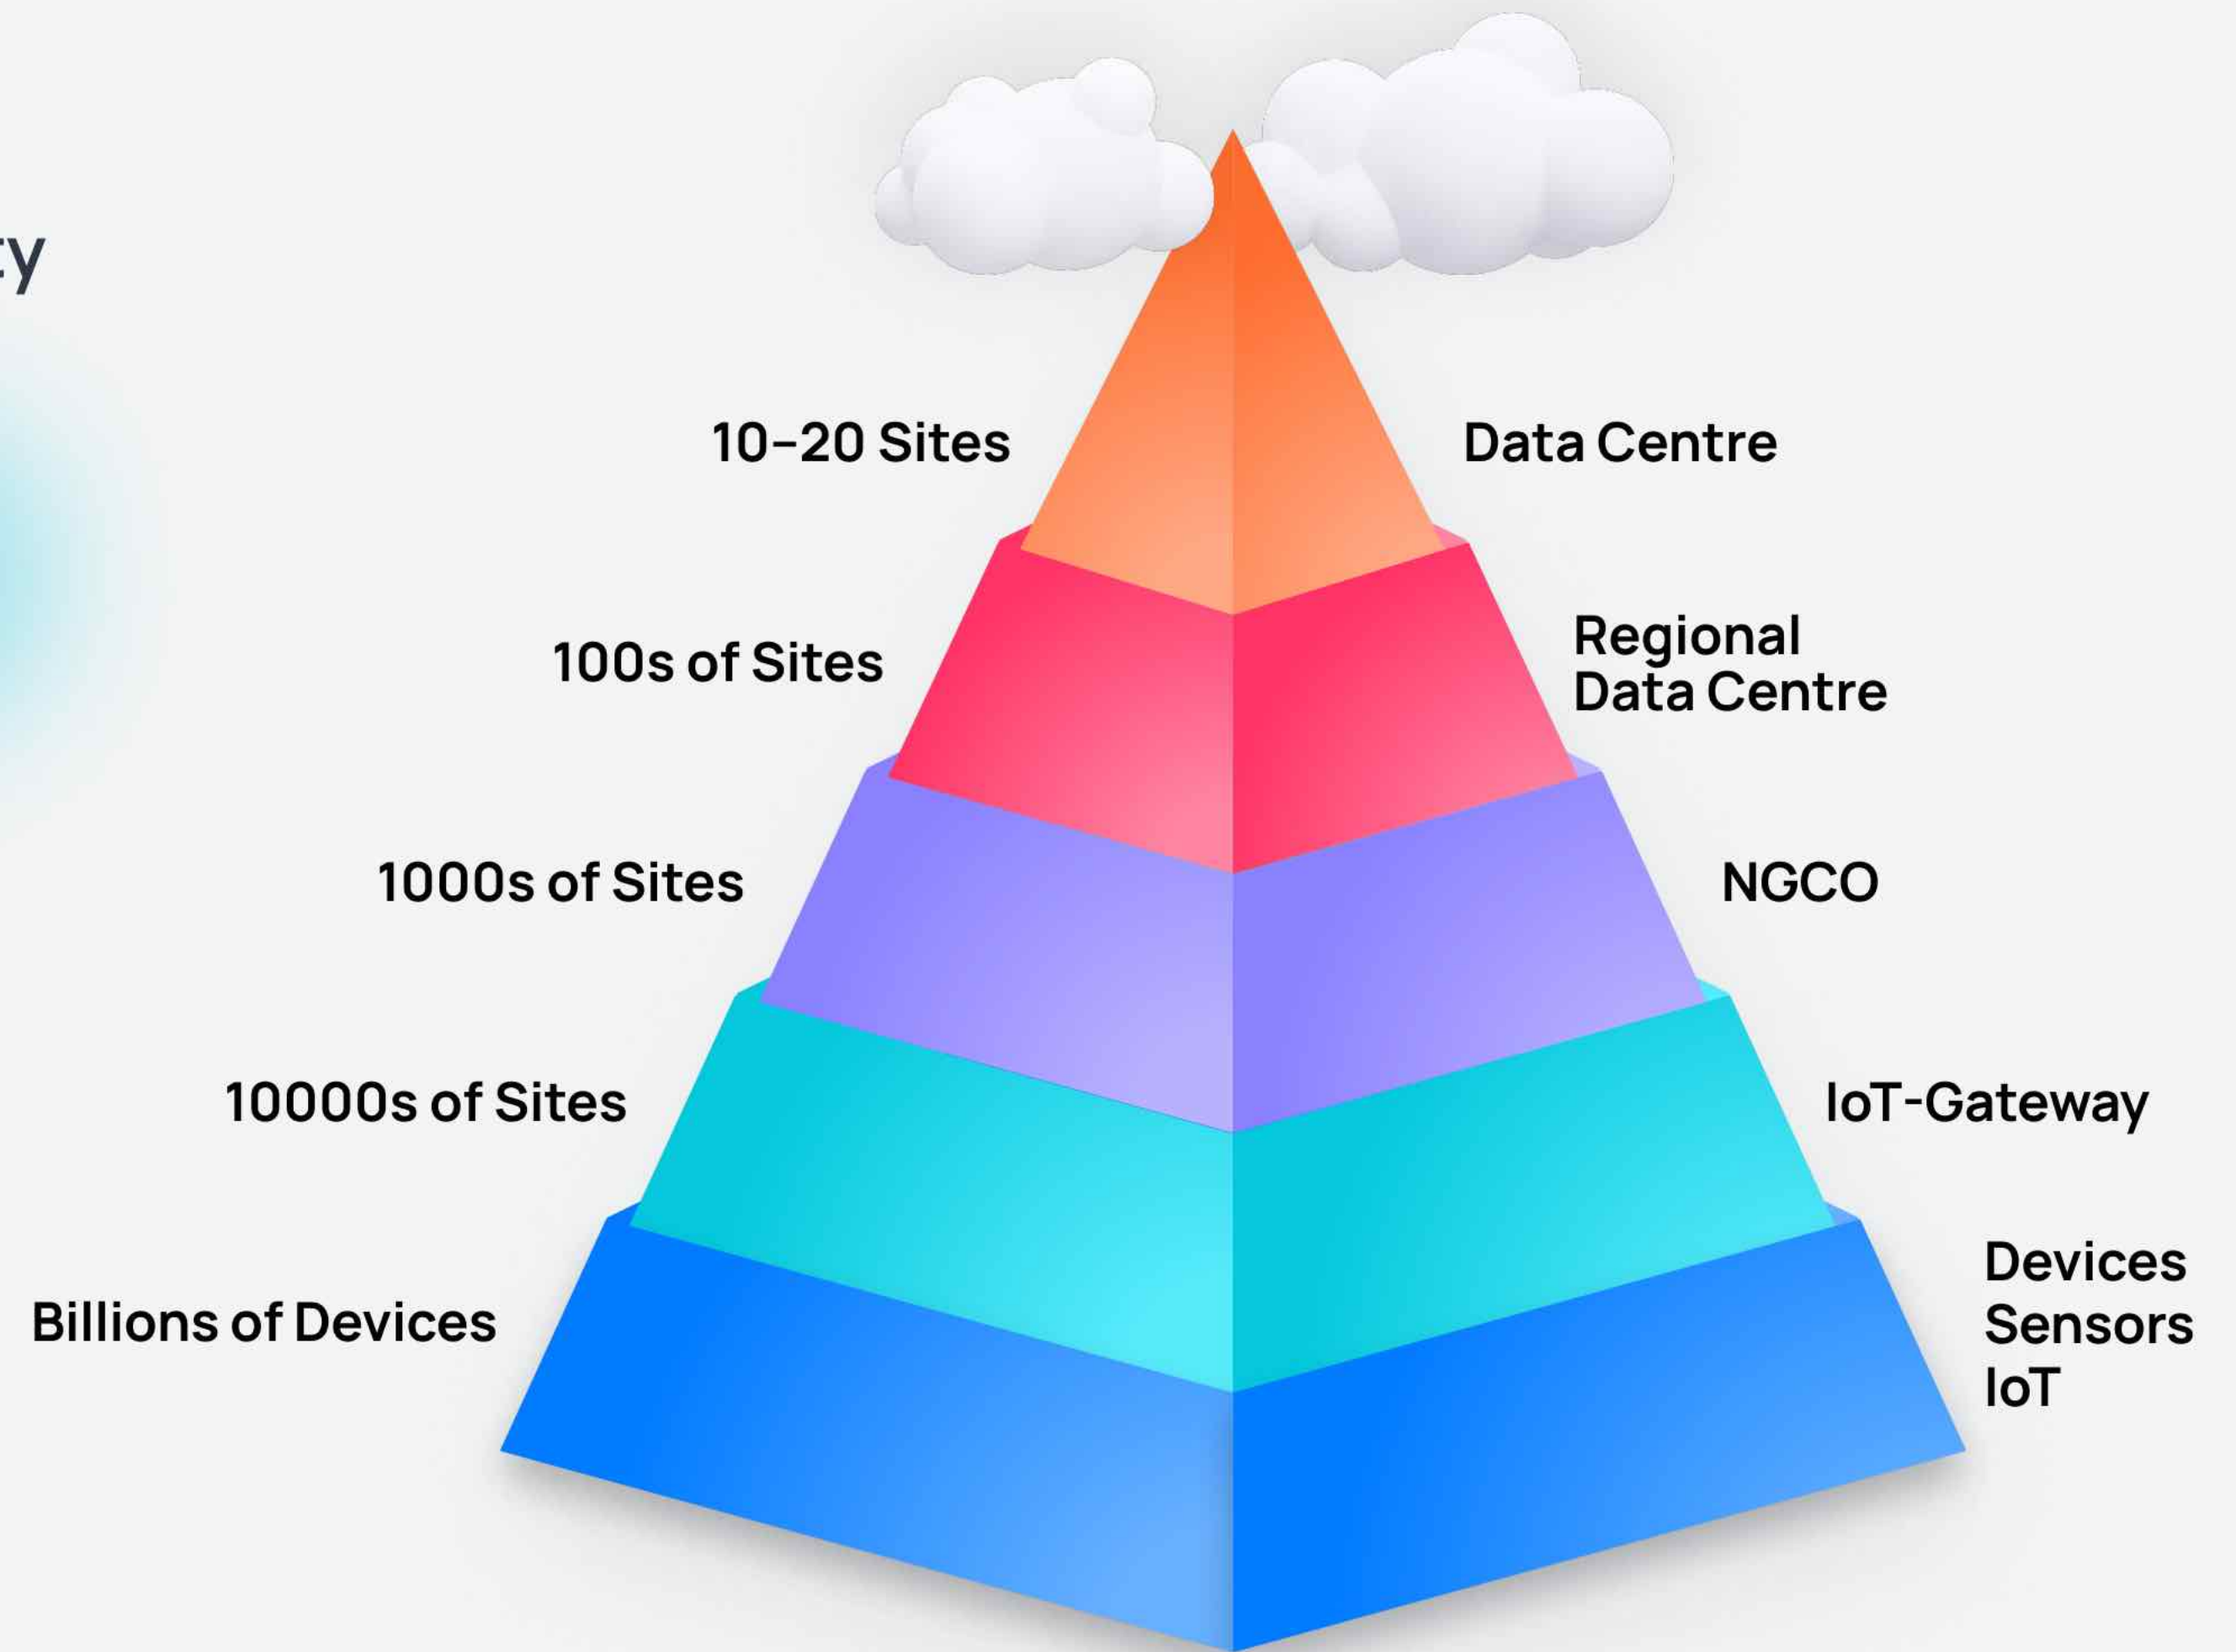 10–20 Sites
Data Centre
100s of Sites
Regional
Data Centre
1000s of Sites
NGCO
10000s of Sites
IoT-Gateway
Billions of Devices
Devices
Sensors
IoT